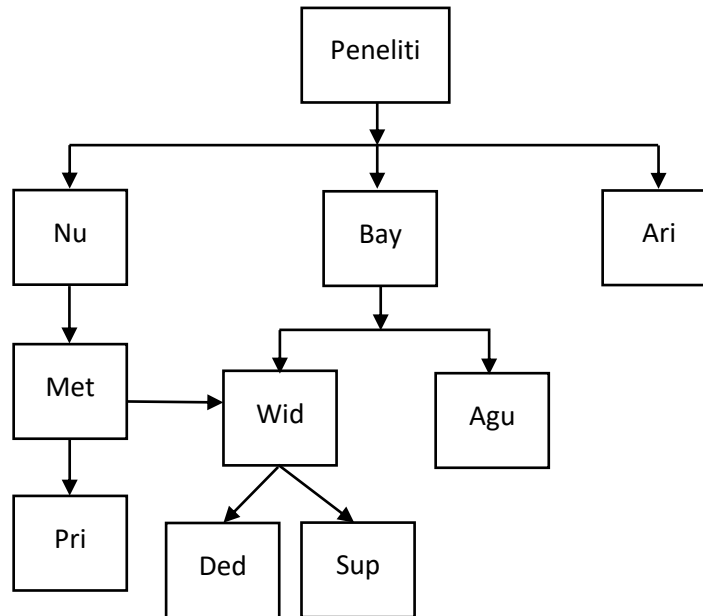 Peneliti
Nu
Bay
Ari
Met
Wid
Agu
Pri
Ded
Sup